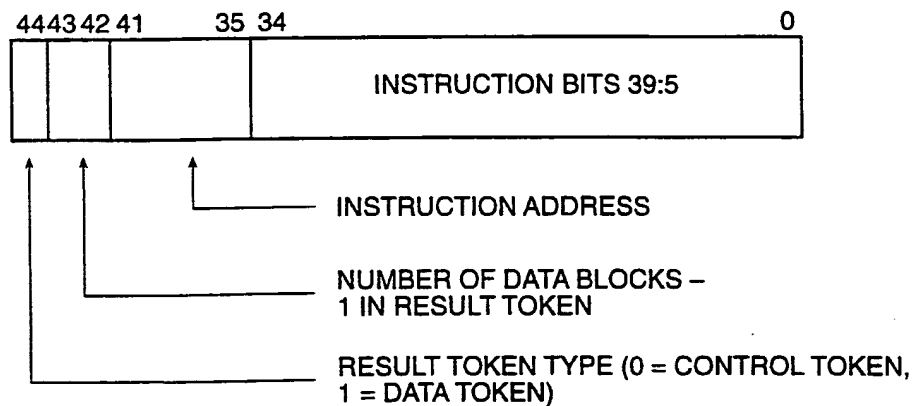 44 43 42 41 35 34 0
INSTRUCTION BITS 39:5
INSTRUCTION ADDRESS
NUMBER OF DATA BLOCKS –
1 IN RESULT TOKEN
RESULT TOKEN TYPE (0 = CONTROL TOKEN,
1 = DATA TOKEN)